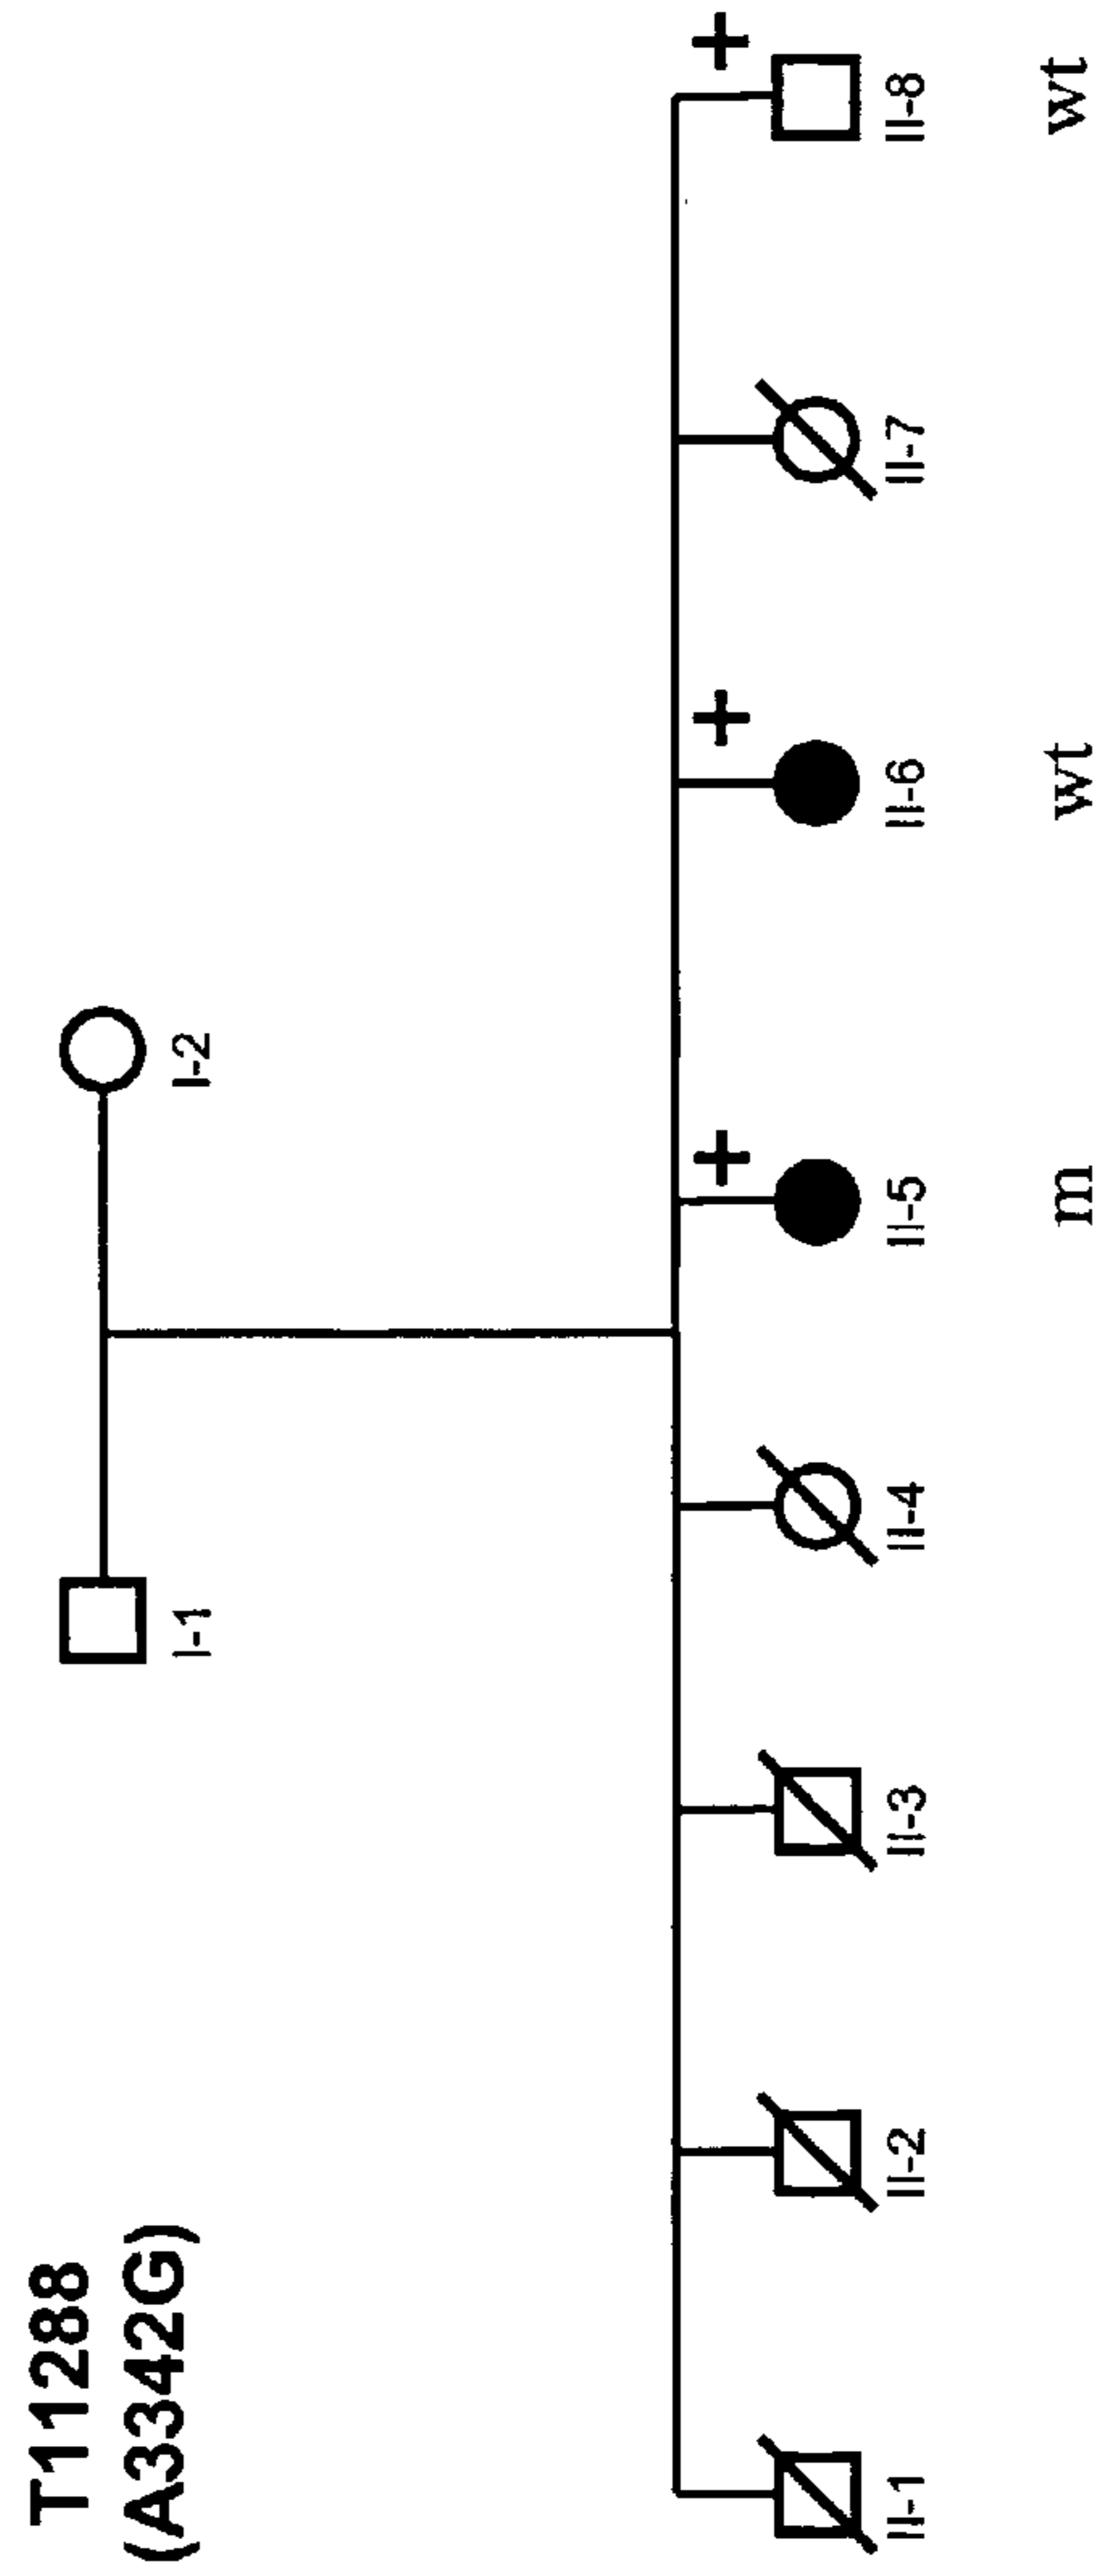 T11288
(A3342G)
I-1 I-2
+ + +
II-1 II-2 II-3 II-4 II-5 II-6 II-7 II-8
m wt wt